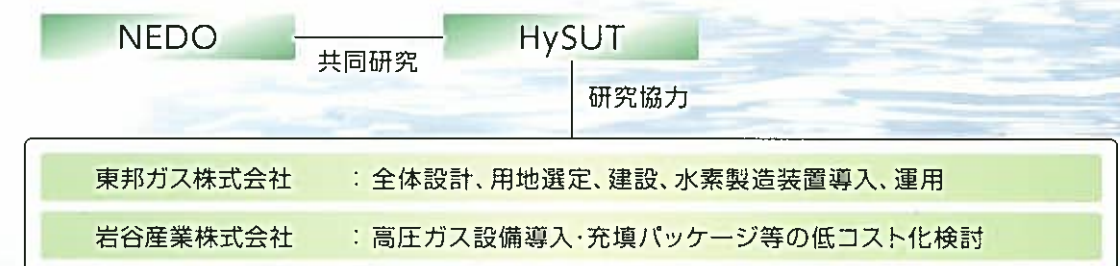 NEDO
HySUT
共同研究
研究協力
東邦ガス株式会社 : 全体設計、用地選定、建設、水素製造装置導入、運用
岩谷産業株式会社 : 高圧ガス設備導入・充填パッケージ等の低コスト化検討